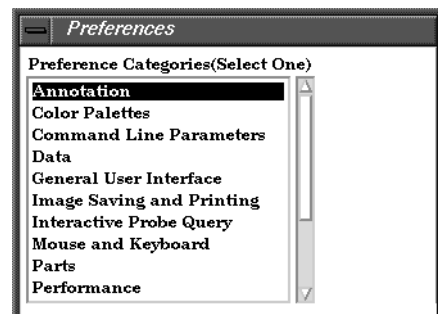 Preferences
Preference Categories(Select One)
Annotation
Color Palettes
Command Line Parameters
Data
General User Interface
Image Saving and Printing
Interactive Probe Query
Mouse and Keyboard
Parts
Performance